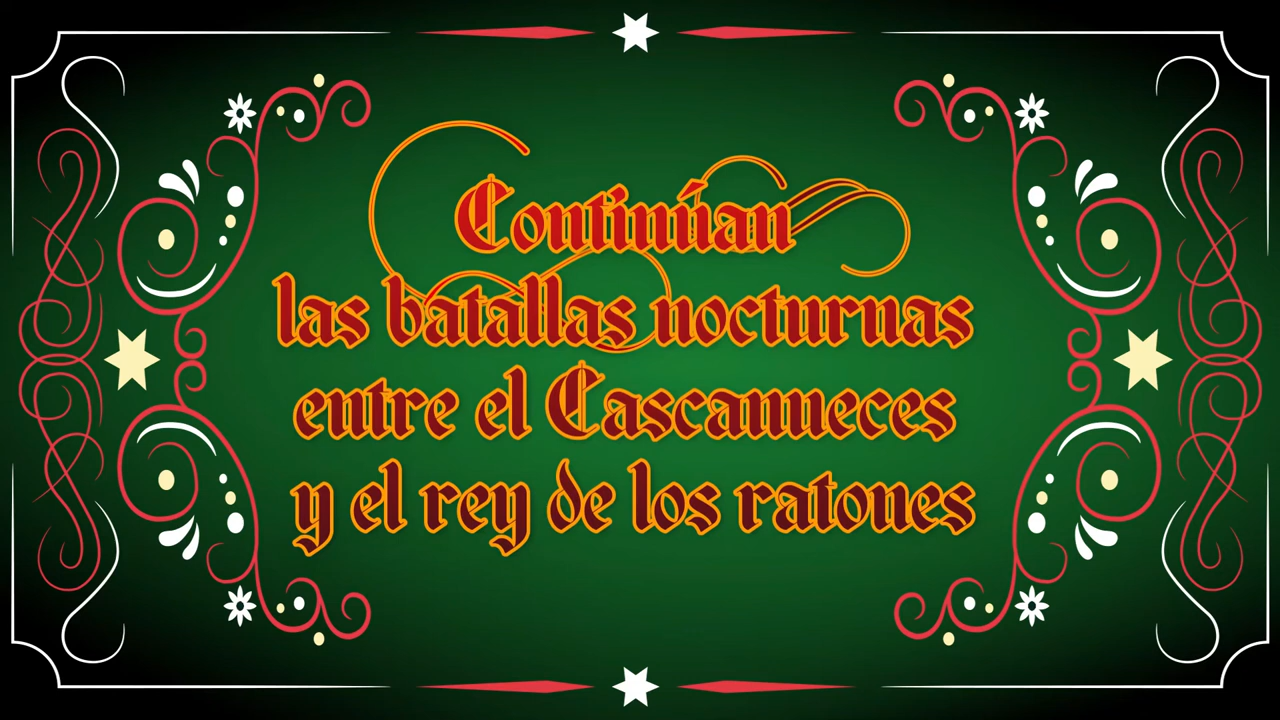 Continúan
las batallas nocturnas
entre el Cascanueces
y el rey de los ratones